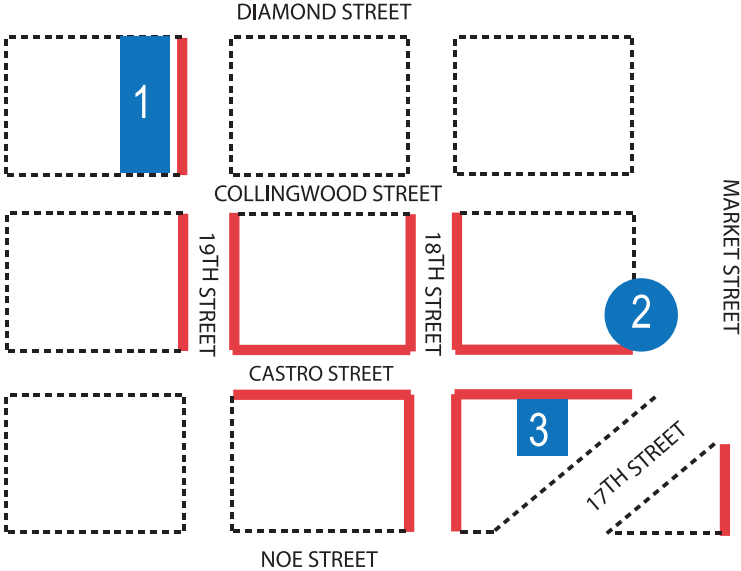 DIAMOND STREET
1
COLLINGWOOD STREET
19TH STREET
18TH STREET
MARKET STREET
2
CASTRO STREET
3
17TH STREET
NOE STREET